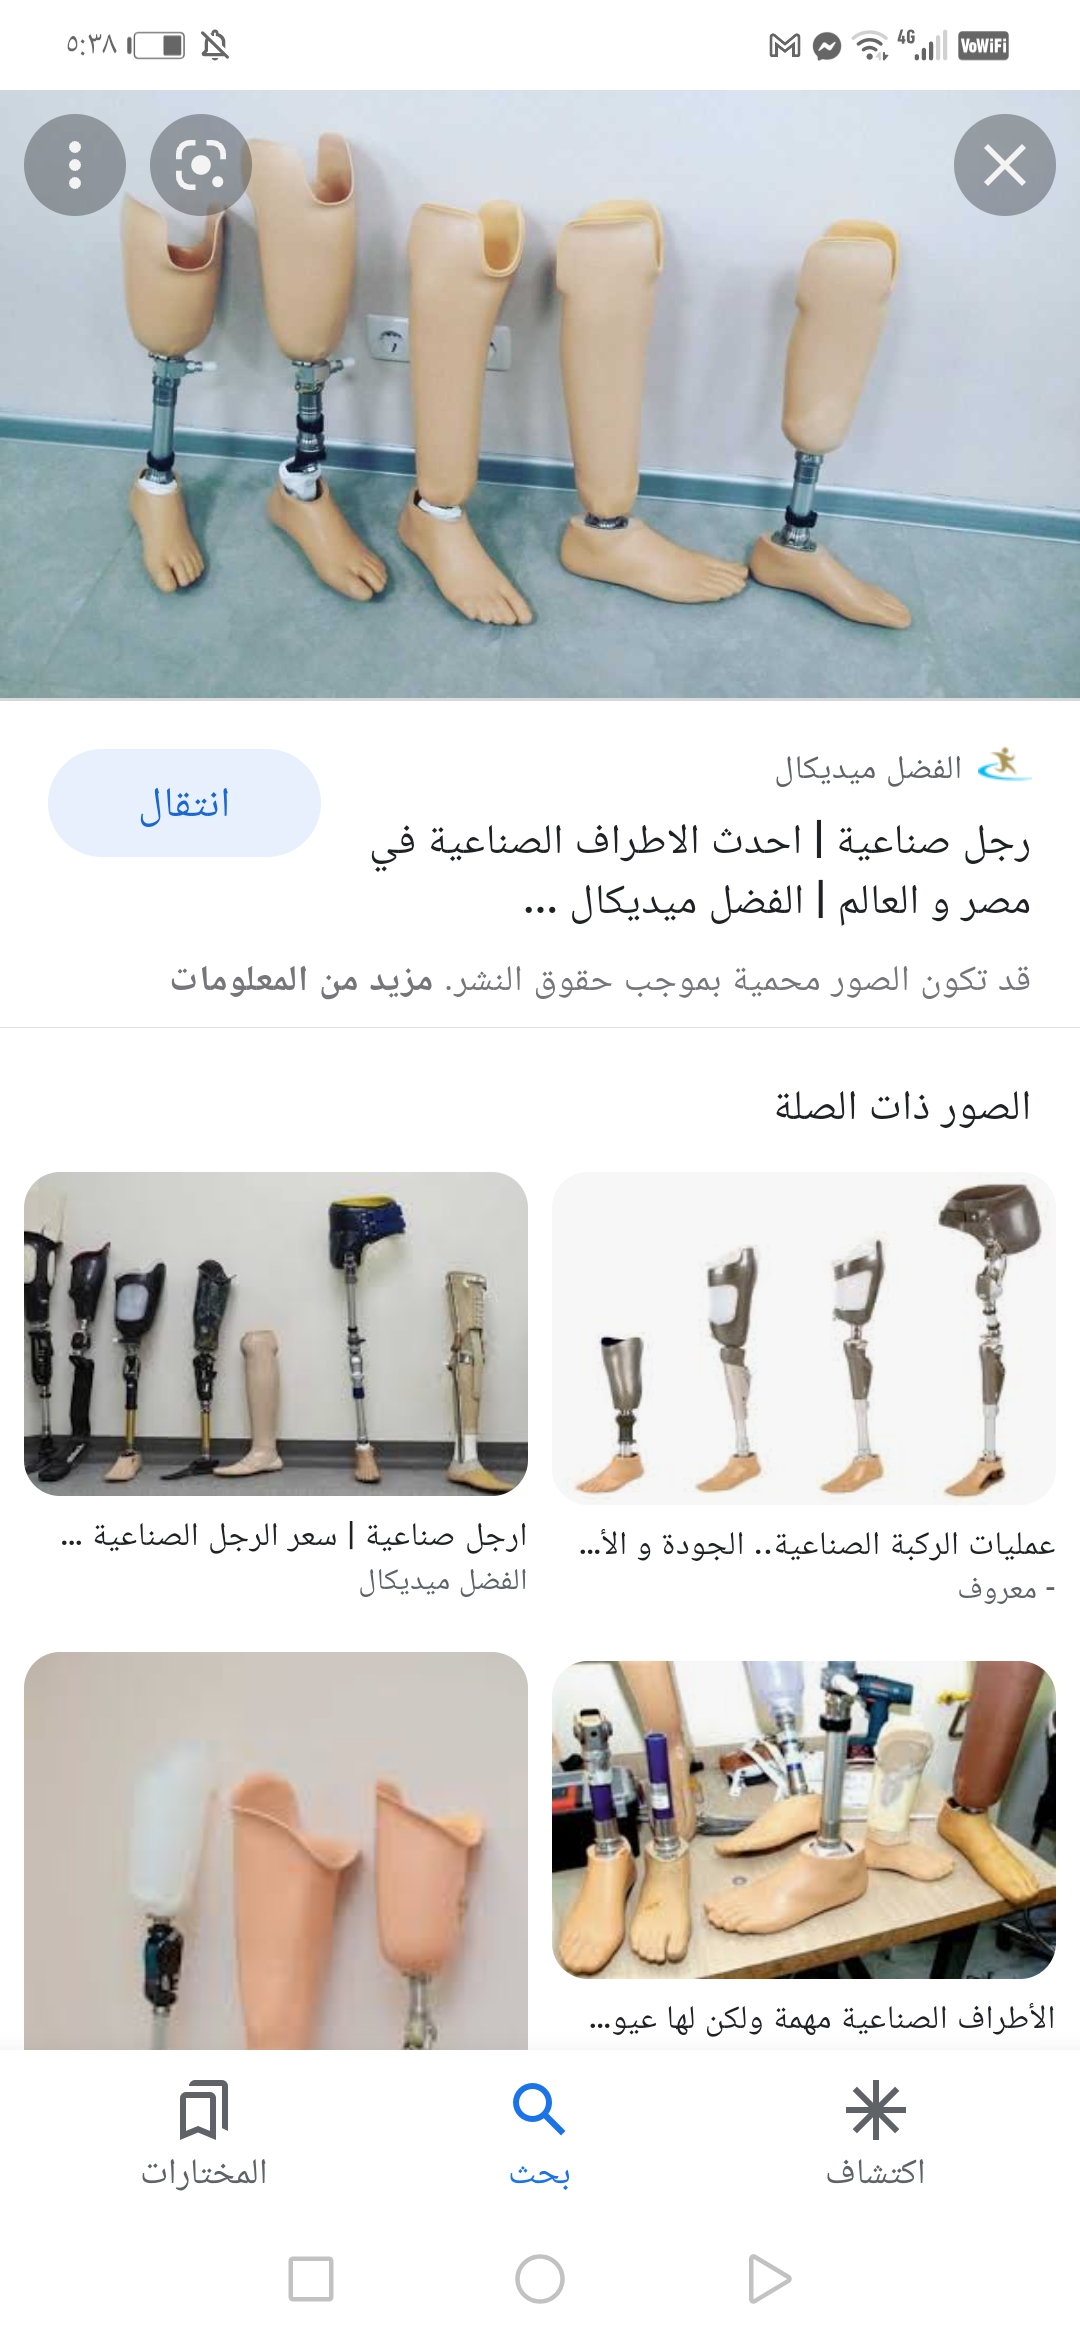 ٥:٣٨
4G
VoWiFi
الفضل ميديكال
انتقال
رجل صناعية | احدث الاطراف الصناعية في
مصر و العالم | الفضل ميديكال ...
قد تكون الصور محمية بموجب حقوق النشر. مزيد من المعلومات
الصور ذات الصلة
عمليات الركبة الصناعية.. الجودة و الأ...
- معروف
ارجل صناعية | سعر الرجل الصناعية ...
الفضل ميديكال
الأطراف الصناعية مهمة ولكن لها عيو...
اكتشاف
بحث
المختارات